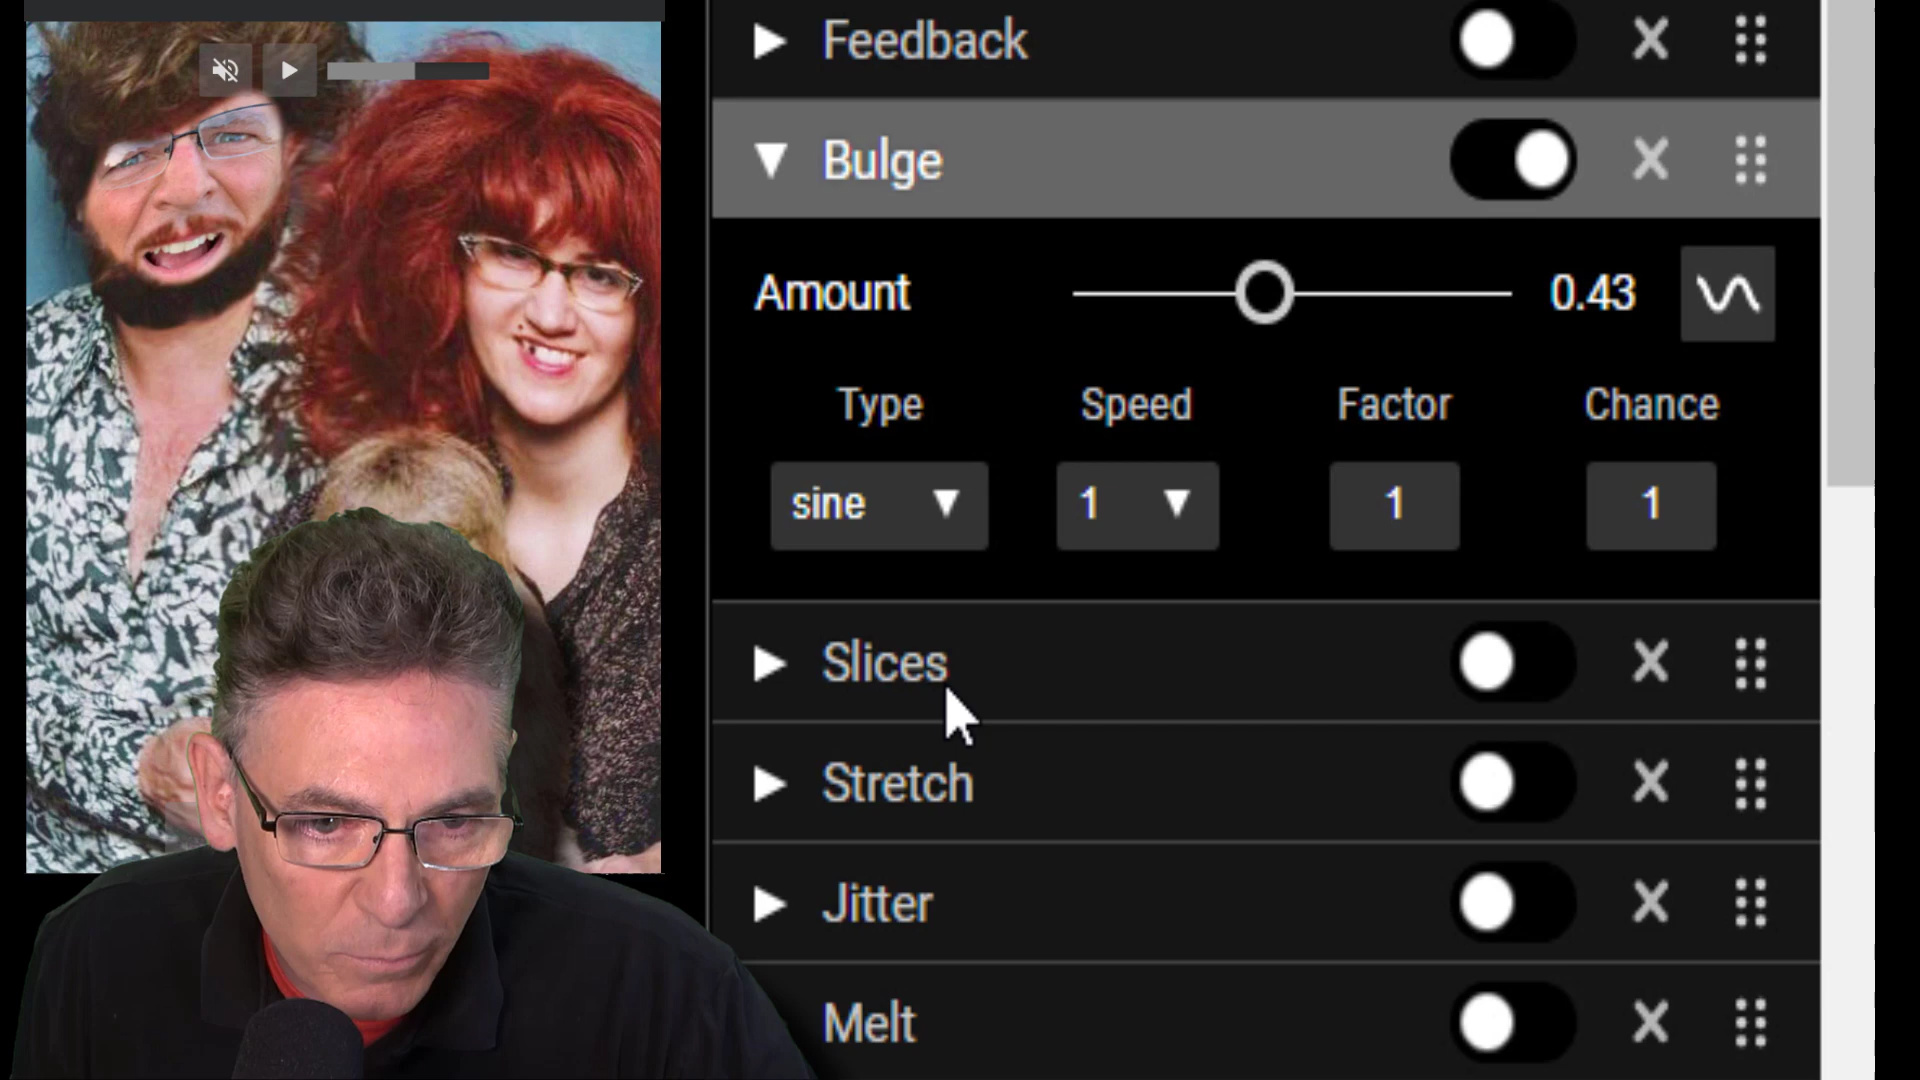 Feedback
Bulge
Amount 0.43
Type Speed Factor Chance
sine 1 1 1
Slices
Stretch
Jitter
Melt